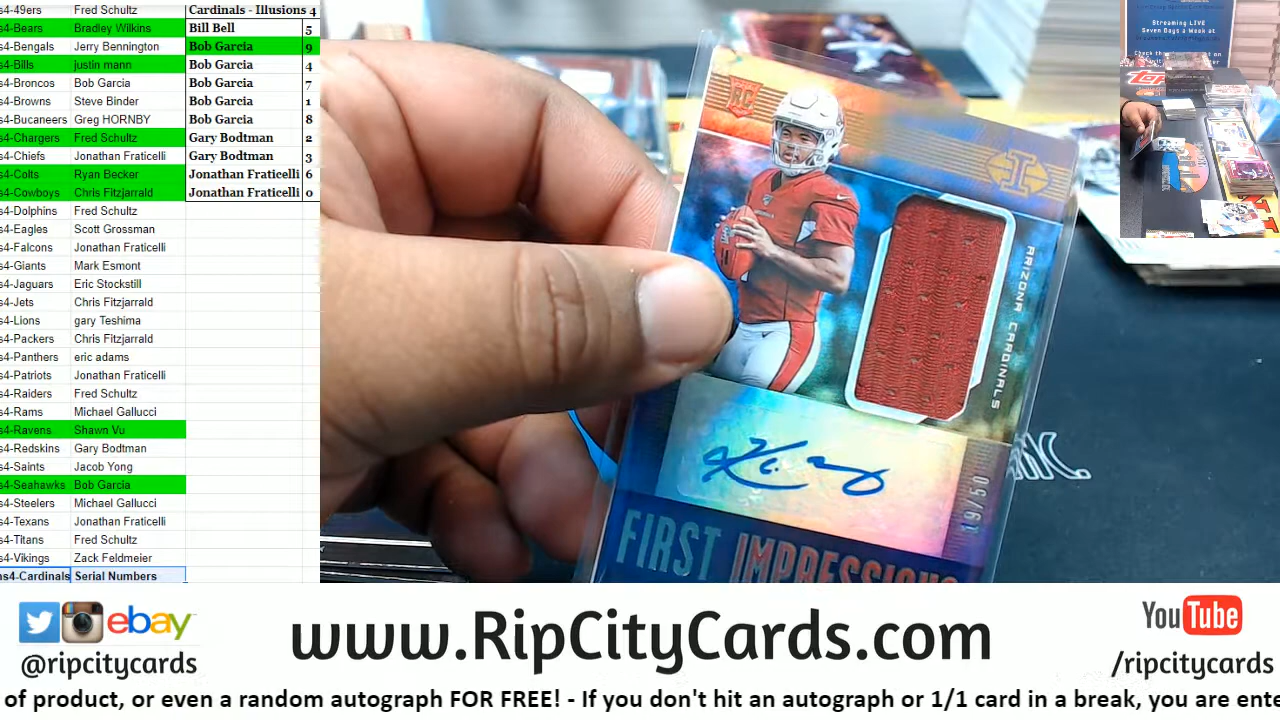 s4-49ers Fred Schultz
s4-Bears Bradley Wilkins
s4-Bengals Jerry Bennington
s4-Bills justin mann
s4-Broncos Bob Garcia
s4-Browns Steve Binder
s4-Bucaneers Greg HORNBY
s4-Chargers Fred Schultz
s4-Chiefs Jonathan Fraticelli
s4-Colts Ryan Becker
s4-Cowboys Chris Fitzjarrald
s4-Dolphins Fred Schultz
s4-Eagles Scott Grossman
s4-Falcons Jonathan Fraticelli
s4-Giants Mark Esmont
s4-Jaguars Eric Stockstill
s4-Jets Chris Fitzjarrald
s4-Lions gary Teshima
s4-Packers Chris Fitzjarrald
s4-Panthers eric adams
s4-Patriots Jonathan Fraticelli
s4-Raiders Fred Schultz
s4-Rams Michael Gallucci
s4-Ravens Shawn Vu
s4-Redskins Gary Bodtman
s4-Saints Jacob Yong
s4-Seahawks Bob Garcia
s4-Steelers Michael Gallucci
s4-Texans Jonathan Fraticelli
s4-Titans Fred Schultz
s4-Vikings Zack Feldmeier
ns4-Cardinals Serial Numbers
Cardinals - Illusions 4
Bill Bell 5
Bob Garcia 9
Bob Garcia 4
Bob Garcia 7
Bob Garcia 1
Bob Garcia 8
Gary Bodtman 2
Gary Bodtman 3
Jonathan Fraticelli 6
Jonathan Fraticelli 0
RC
I
ARIZONA CARDINALS
19/50
FIRST IMPRESSIONS
Streaming LIVE
Seven Days a Week at
ebay
@ripcitycards
www.RipCityCards.com
YouTube
/ripcitycards
of product, or even a random autograph FOR FREE! - If you don't hit an autograph or 1/1 card in a break, you are ente